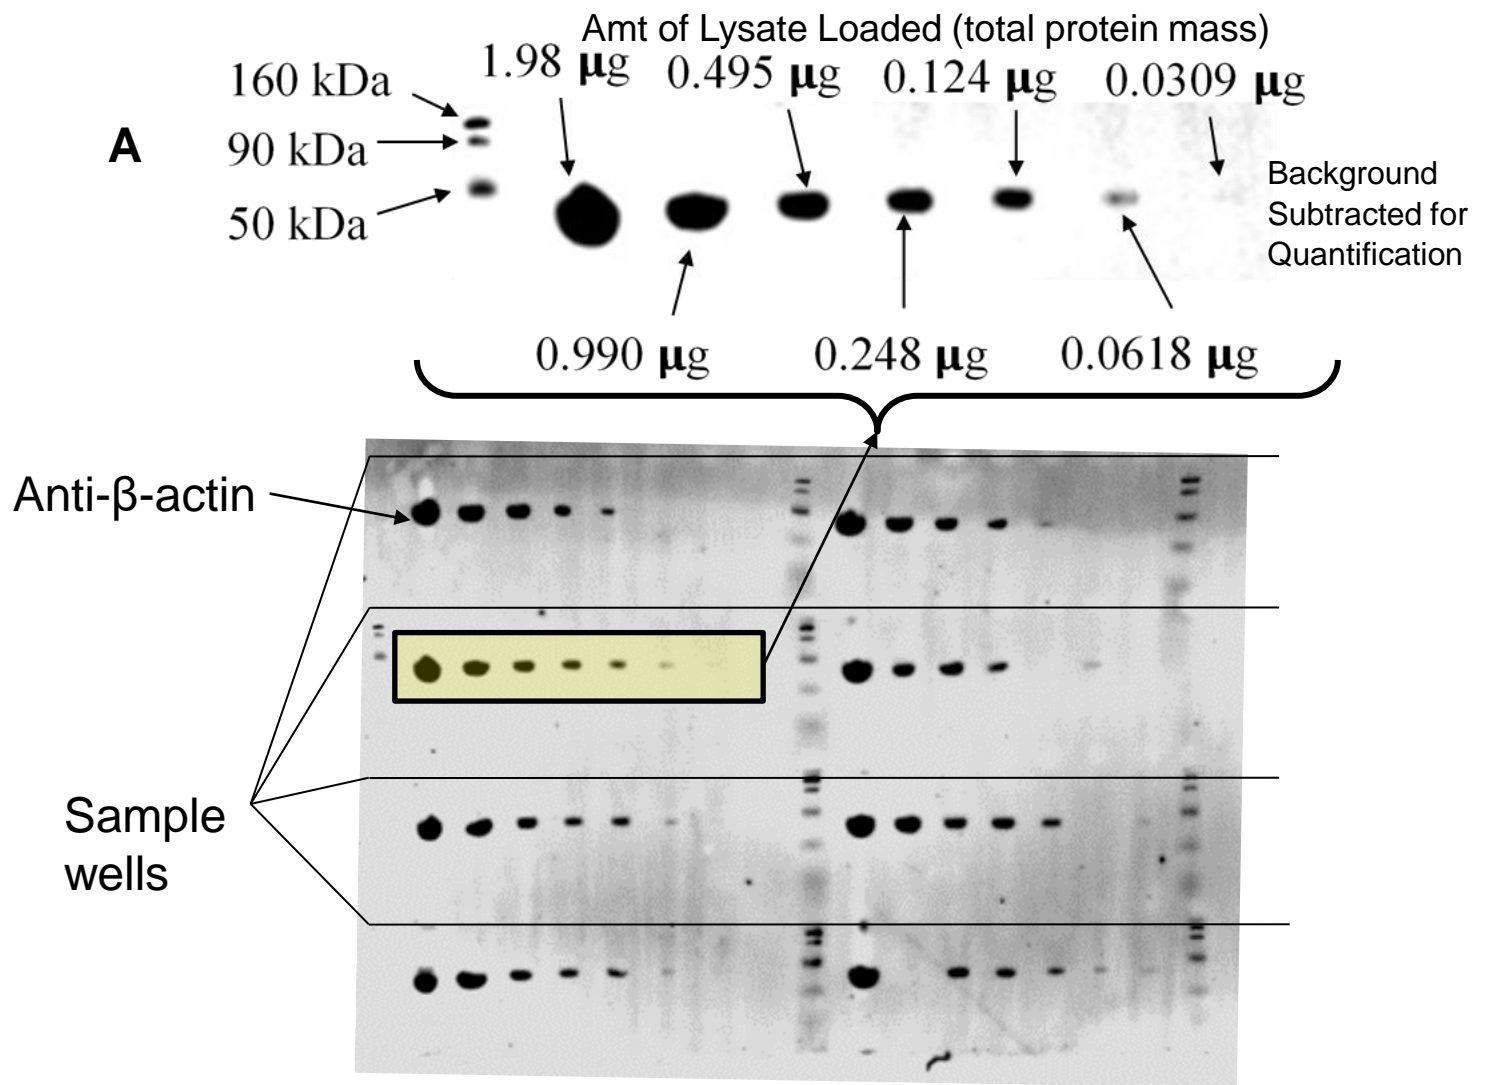 Amt of Lysate Loaded (total protein mass)
1.98 µg
0.495 µg
0.124 µg
0.0309 µg
160 kDa
A
90 kDa
50 kDa
Background
Subtracted for
Quantification
0.990 µg
0.248 µg
0.0618 µg
Anti-β-actin
Sample
wells